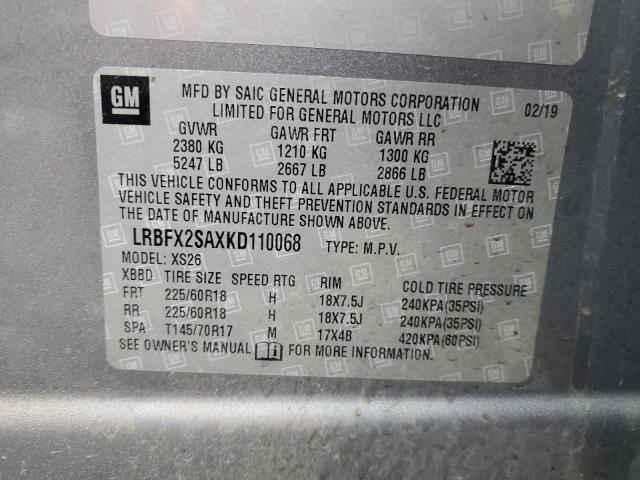 GM
MFD BY SAIC GENERAL MOTORS CORPORATION
LIMITED FOR GENERAL MOTORS LLC
02/19
GVWR GAWR FRT GAWR RR
2380 KG 1210 KG 1300 KG
5247 LB 2667 LB 2866 LB
THIS VEHICLE CONFORMS TO ALL APPLICABLE U.S. FEDERAL MOTOR
VEHICLE SAFETY AND THEFT PREVENTION STANDARDS IN EFFECT ON
THE DATE OF MANUFACTURE SHOWN ABOVE.
LRBFX2SAXKD110068 TYPE: M.P.V.
MODEL: XS26
XBBD TIRE SIZE SPEED RTG RIM COLD TIRE PRESSURE
FRT 225/60R18 H 18X7.5J 240KPA(35PSI)
RR 225/60R18 H 18X7.5J 240KPA(35PSI)
SPA T145/70R17 M 17X4B 420KPA(60PSI)
SEE OWNER'S MANUAL FOR MORE INFORMATION.